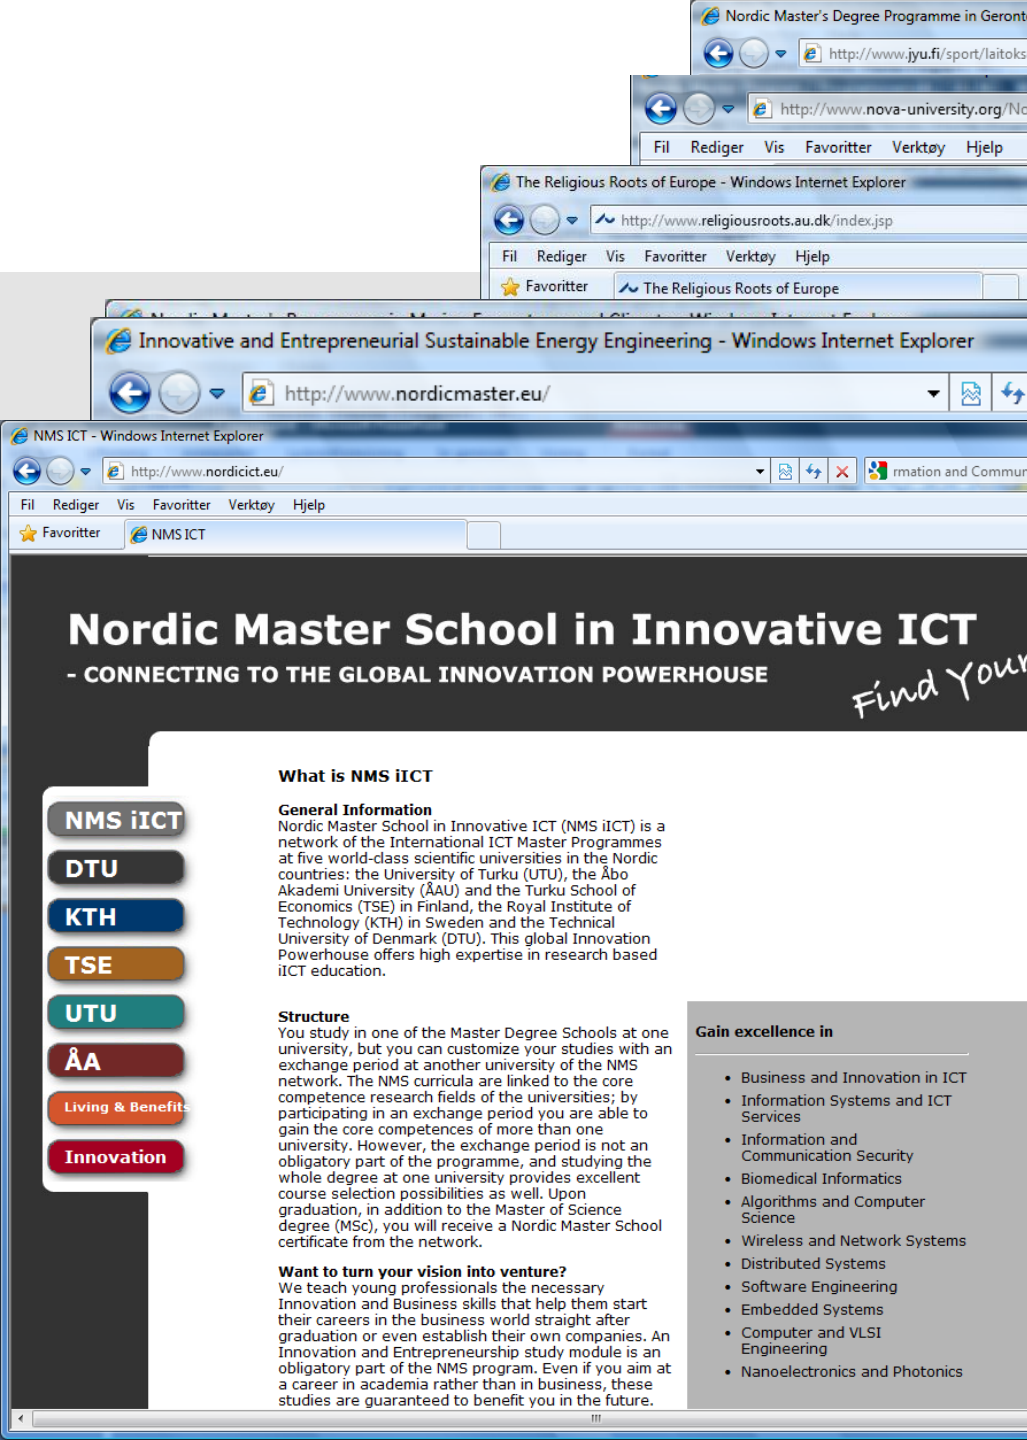 Nordic Master's Degree Programme in Geront
http://www.jyu.fi/sport/laitoks
http://www.nova-university.org/No
Fil Rediger Vis Favoritter Verktøy Hjelp
The Religious Roots of Europe - Windows Internet Explorer
http://www.religiousroots.au.dk/index.jsp
Fil Rediger Vis Favoritter Verktøy Hjelp
Favoritter The Religious Roots of Europe
Innovative and Entrepreneurial Sustainable Energy Engineering - Windows Internet Explorer
http://www.nordicmaster.eu/
NMS ICT - Windows Internet Explorer
http://www.nordicict.eu/ rmation and Commun
Fil Rediger Vis Favoritter Verktøy Hjelp
Favoritter NMS ICT
Nordic Master School in Innovative ICT
- CONNECTING TO THE GLOBAL INNOVATION POWERHOUSE
Find Your
NMS iICT
DTU
KTH
TSE
UTU
ÅA
Living & Benefits
Innovation
What is NMS iICT
General Information
Nordic Master School in Innovative ICT (NMS iICT) is a
network of the International ICT Master Programmes
at five world-class scientific universities in the Nordic
countries: the University of Turku (UTU), the Åbo
Akademi University (ÅAU) and the Turku School of
Economics (TSE) in Finland, the Royal Institute of
Technology (KTH) in Sweden and the Technical
University of Denmark (DTU). This global Innovation
Powerhouse offers high expertise in research based
iICT education.
Structure
You study in one of the Master Degree Schools at one
university, but you can customize your studies with an
exchange period at another university of the NMS
network. The NMS curricula are linked to the core
competence research fields of the universities; by
participating in an exchange period you are able to
gain the core competences of more than one
university. However, the exchange period is not an
obligatory part of the programme, and studying the
whole degree at one university provides excellent
course selection possibilities as well. Upon
graduation, in addition to the Master of Science
degree (MSc), you will receive a Nordic Master School
certificate from the network.
Want to turn your vision into venture?
We teach young professionals the necessary
Innovation and Business skills that help them start
their careers in the business world straight after
graduation or even establish their own companies. An
Innovation and Entrepreneurship study module is an
obligatory part of the NMS program. Even if you aim at
a career in academia rather than in business, these
studies are guaranteed to benefit you in the future.
Gain excellence in
• Business and Innovation in ICT
• Information Systems and ICT
Services
• Information and
Communication Security
• Biomedical Informatics
• Algorithms and Computer
Science
• Wireless and Network Systems
• Distributed Systems
• Software Engineering
• Embedded Systems
• Computer and VLSI
Engineering
• Nanoelectronics and Photonics